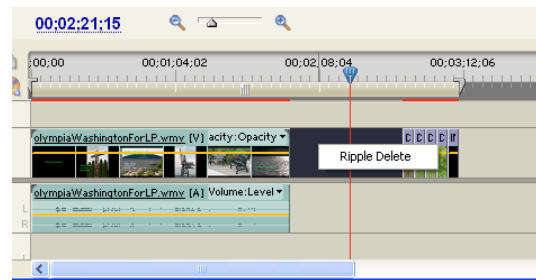 00;02;21;15
;00;00 00;01;04;02 00;02;08;04 00;03;12;06
olympiaWashingtonForLP.wmv [V] acity:Opacity
D D D D If
Ripple Delete
olympiaWashingtonForLP.wmv [A] Volume:Level
L
R